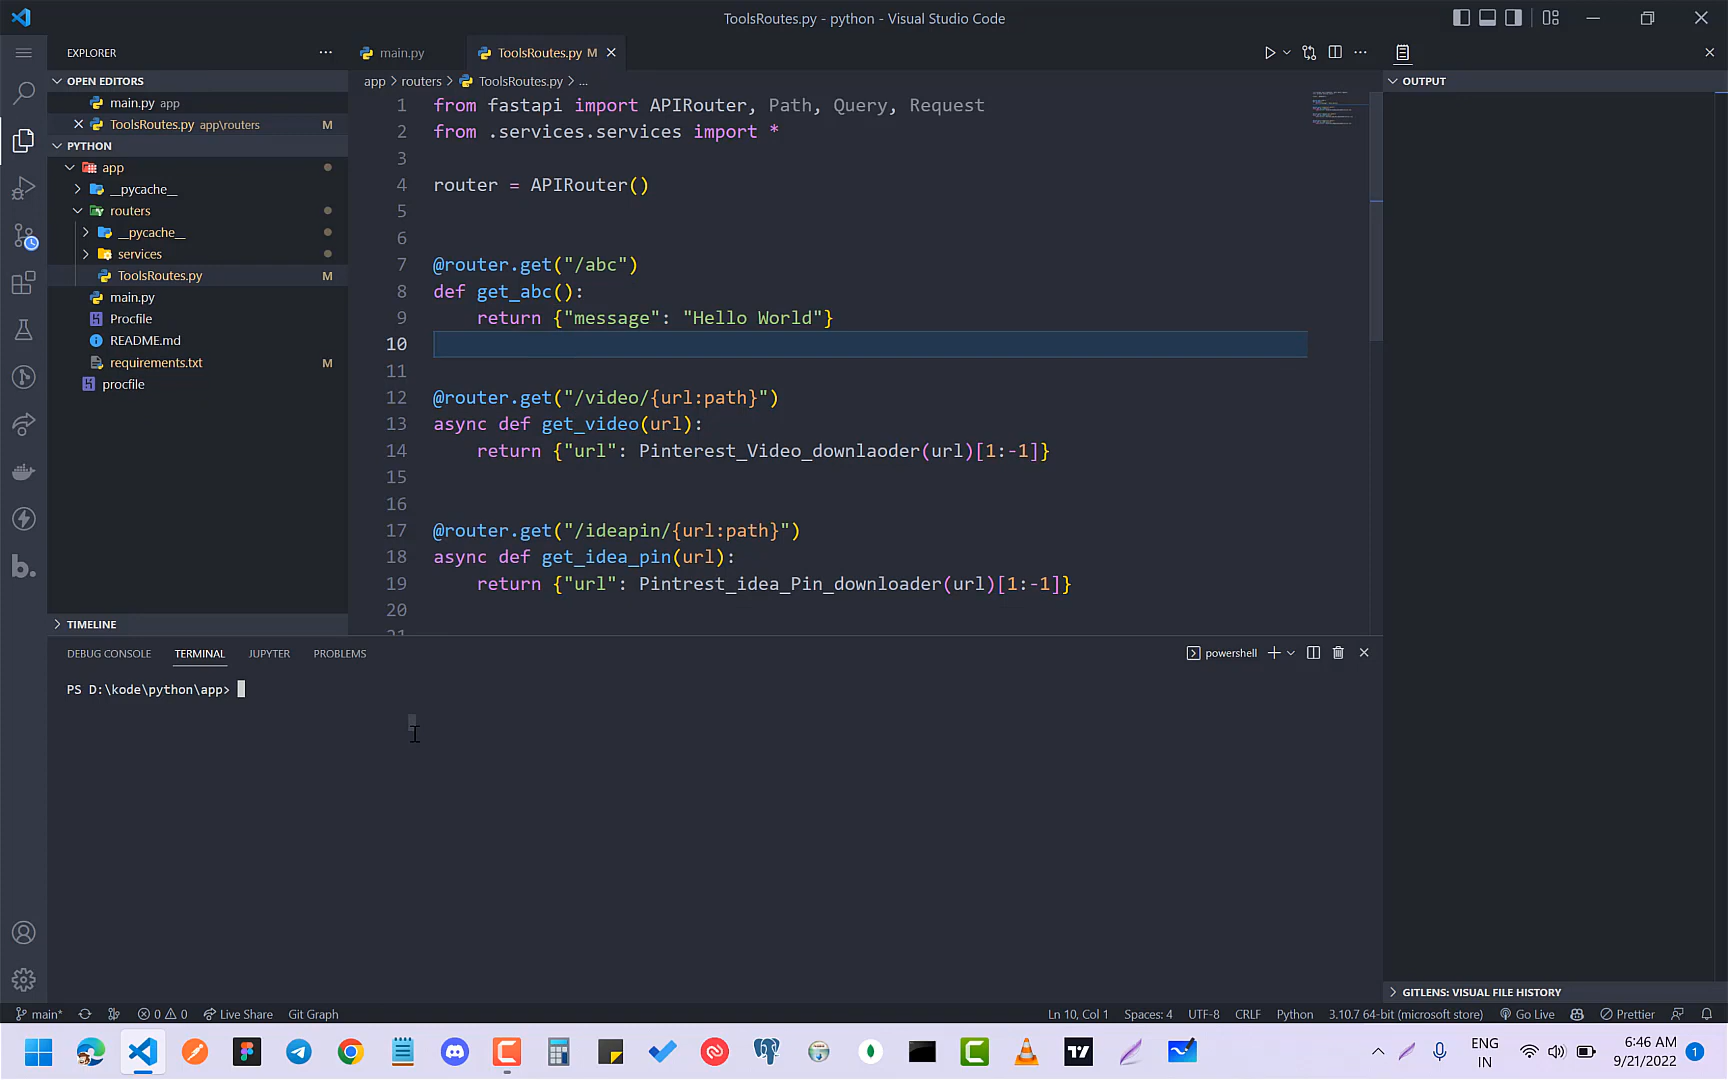 ToolsRoutes.py - python - Visual Studio Code
EXPLORER
OPEN EDITORS
main.py app
ToolsRoutes.py app\routers M
PYTHON
app
__pycache__
routers
__pycache__
services
ToolsRoutes.py M
main.py
Procfile
README.md
requirements.txt M
procfile
TIMELINE
main.py
ToolsRoutes.py M
app > routers > ToolsRoutes.py > ...
1 from fastapi import APIRouter, Path, Query, Request
2 from .services.services import *
3
4 router = APIRouter()
5
6
7 @router.get("/abc")
8 def get_abc():
9 return {"message": "Hello World"}
10
11
12 @router.get("/video/{url:path}")
13 async def get_video(url):
14 return {"url": Pinterest_Video_downlaoder(url)[1:-1]}
15
16
17 @router.get("/ideapin/{url:path}")
18 async def get_idea_pin(url):
19 return {"url": Pintrest_idea_Pin_downloader(url)[1:-1]}
20
21
OUTPUT
GITLENS: VISUAL FILE HISTORY
DEBUG CONSOLE TERMINAL JUPYTER PROBLEMS
powershell
PS D:\kode\python\app>
main* 0 0 Live Share Git Graph
Ln 10, Col 1 Spaces: 4 UTF-8 CRLF Python 3.10.7 64-bit (microsoft store) Go Live Prettier
b.
ENG
IN
6:46 AM
9/21/2022
1